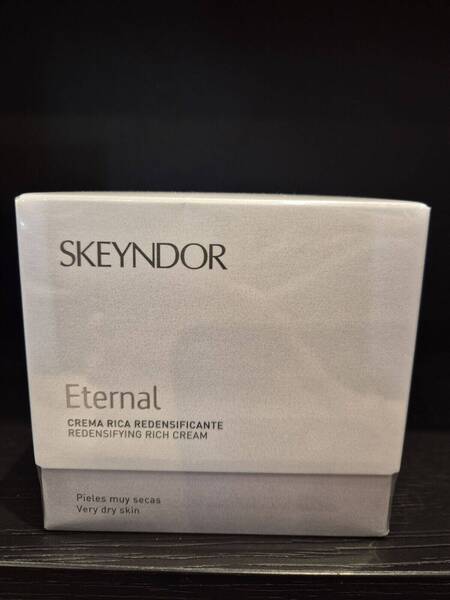 SKEYNDOR
Eternal
CREMA RICA REDENSIFICANTE
REDENSIFYING RICH CREAM
Pieles muy secas
Very dry skin